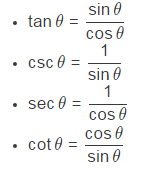 • tan θ = sin θ / cos θ
• csc θ = 1 / sin θ
• sec θ = 1 / cos θ
• cot θ = cos θ / sin θ